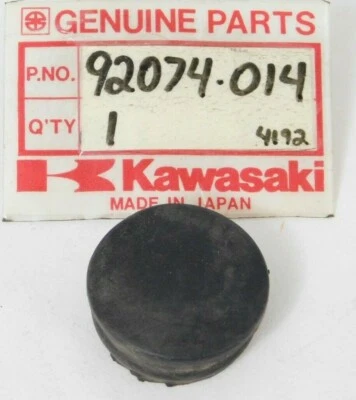 GENUINE PARTS
P.NO. 92074-014
Q'TY 1 4192
Kawasaki
MADE IN JAPAN